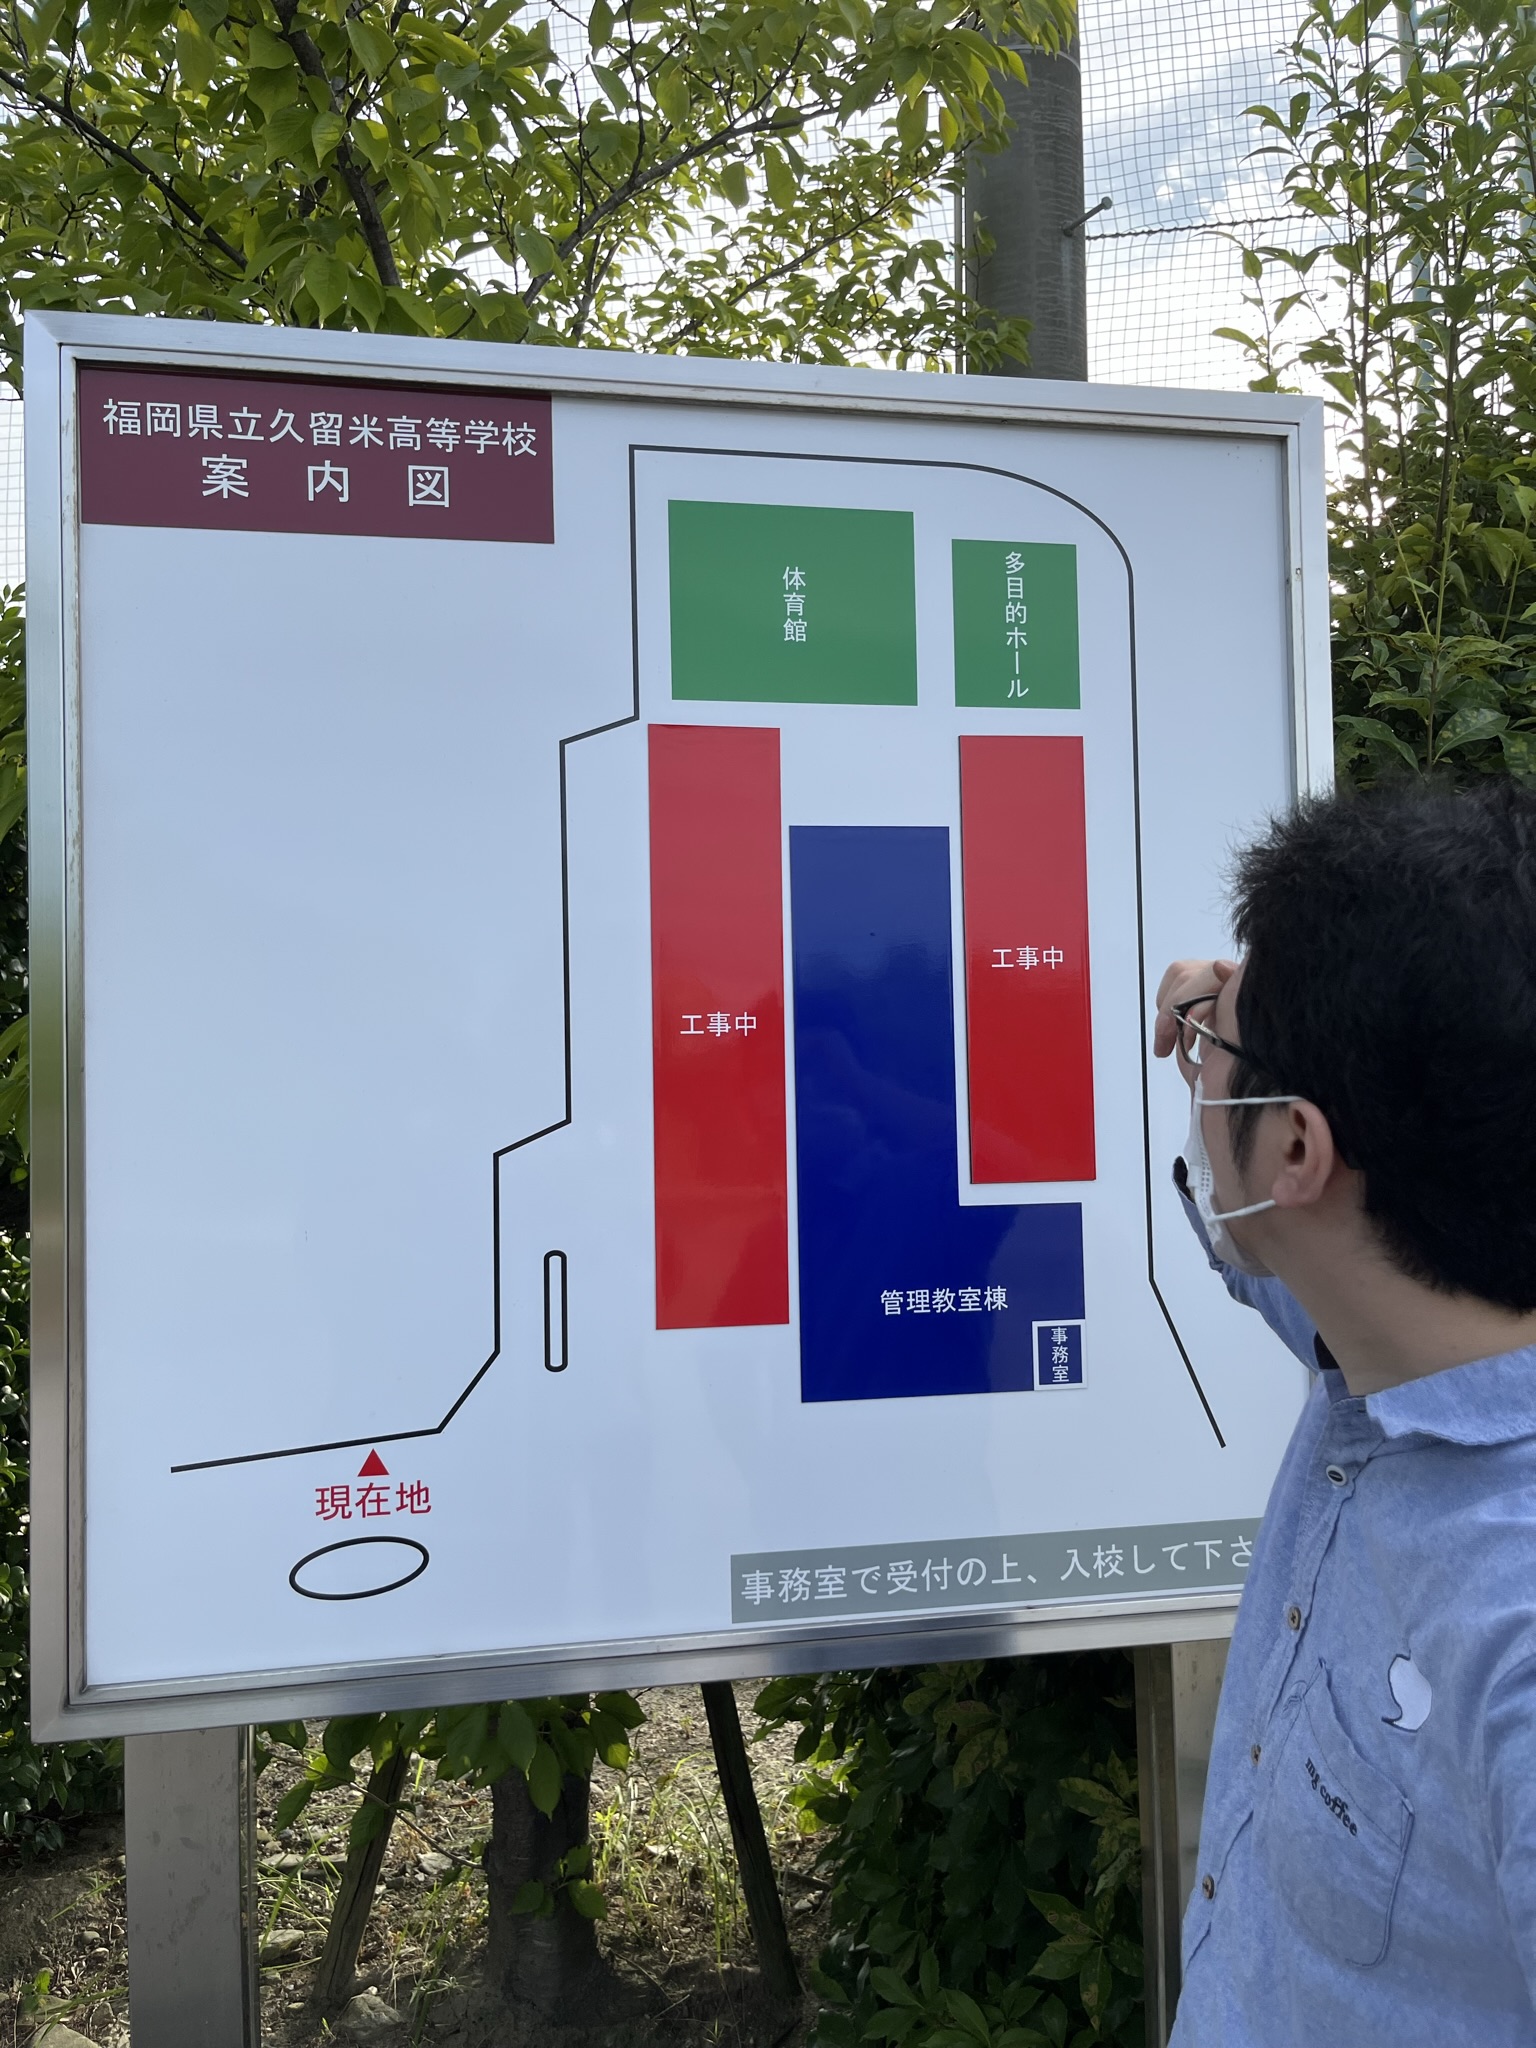 福岡県立久留米高等学校
案内図
体育館
多目的ホール
工事中
工事中
管理教室棟
事務室
現在地
事務室で受付の上、入校して下さ
mg coffee